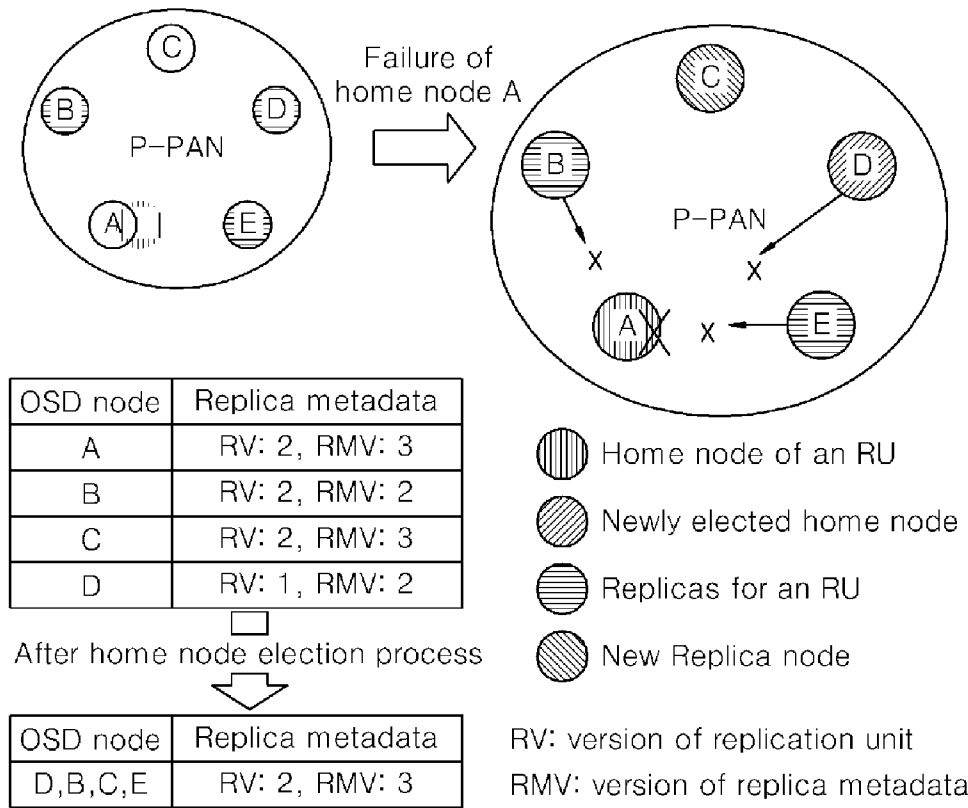 C
B
D
P-PAN
A
E
Failure of
home node A
C
B
D
P-PAN
X
X
A
X
E
OSD node Replica metadata
A RV: 2, RMV: 3
B RV: 2, RMV: 2
C RV: 2, RMV: 3
D RV: 1, RMV: 2
After home node election process
OSD node Replica metadata
D,B,C,E RV: 2, RMV: 3
Home node of an RU
Newly elected home node
Replicas for an RU
New Replica node
RV: version of replication unit
RMV: version of replica metadata